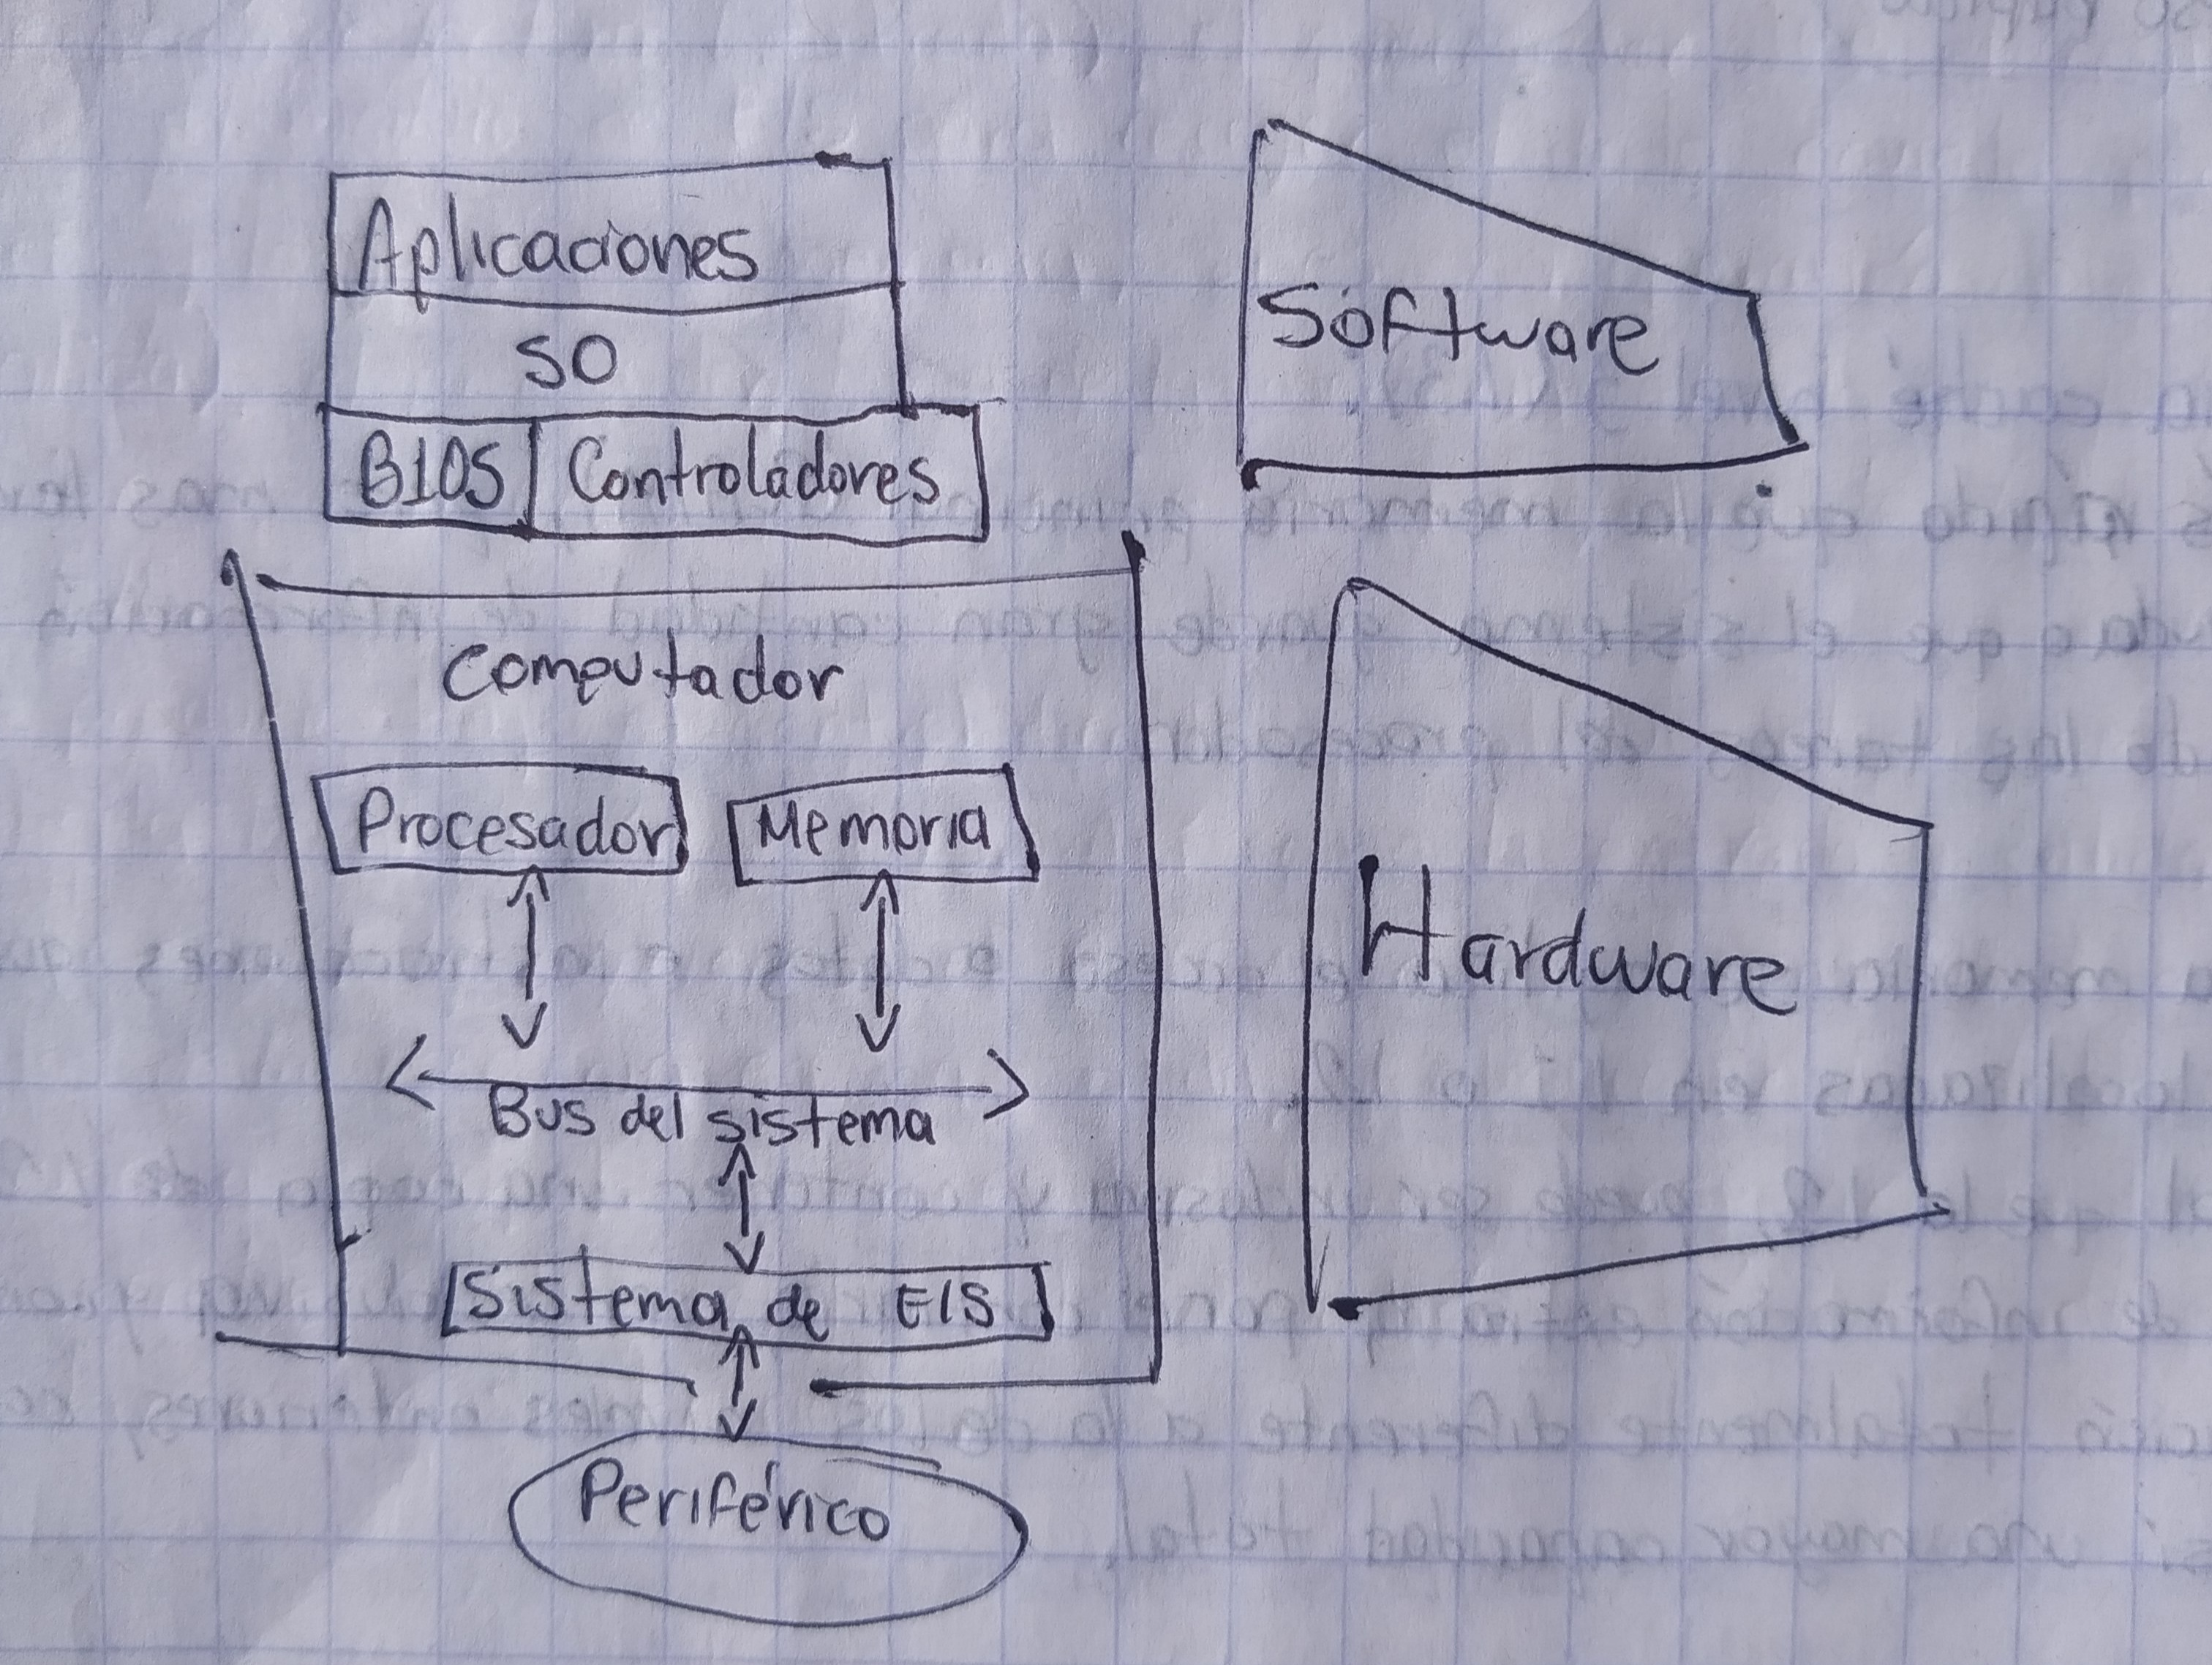 Aplicaciones
SO
BIOS Controladores
Software
Computador
Procesador Memoria
Bus del sistema
Sistema de E/S
Periférico
Hardware